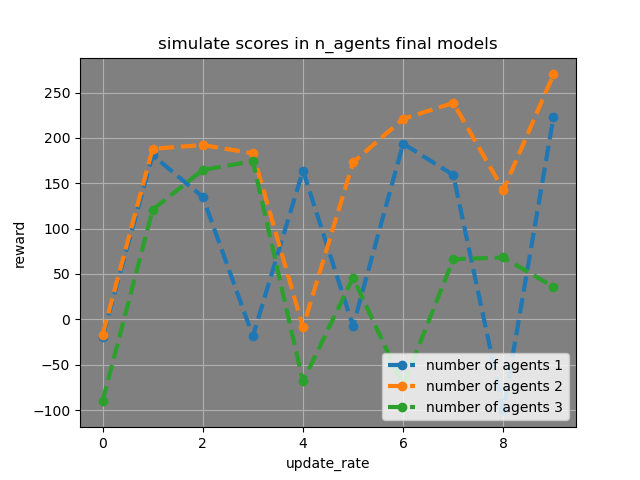 simulate scores in n_agents final models
reward
250
200
150
100
50
0
−50
−100
number of agents 1
number of agents 2
number of agents 3
0 2 4 6 8
update_rate